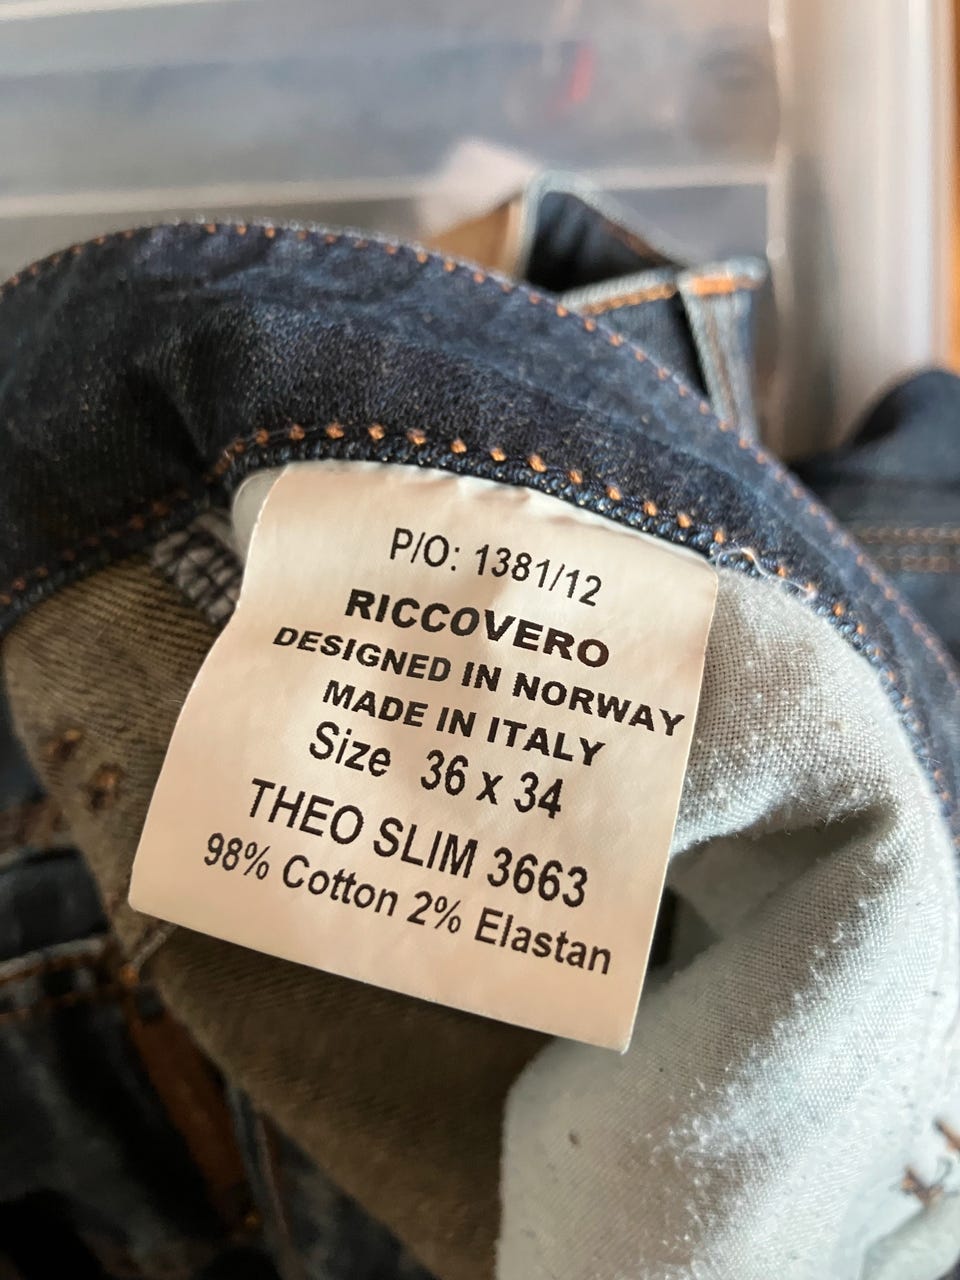 P/O: 1381/12
RICCOVERO
DESIGNED IN NORWAY
MADE IN ITALY
Size 36 x 34
THEO SLIM 3663
98% Cotton 2% Elastan